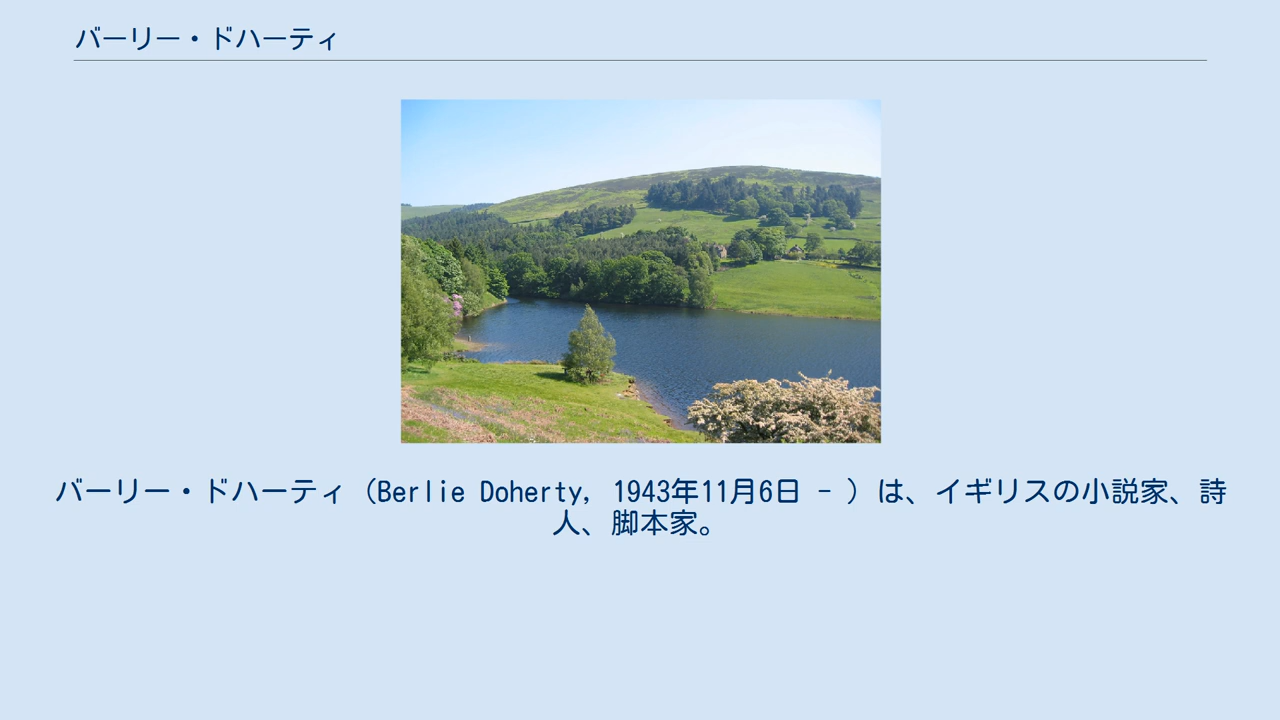 バーリー・ドハーティ
バーリー・ドハーティ（Berlie Doherty, 1943年11月6日 - ）は、イギリスの小説家、詩
人、脚本家。